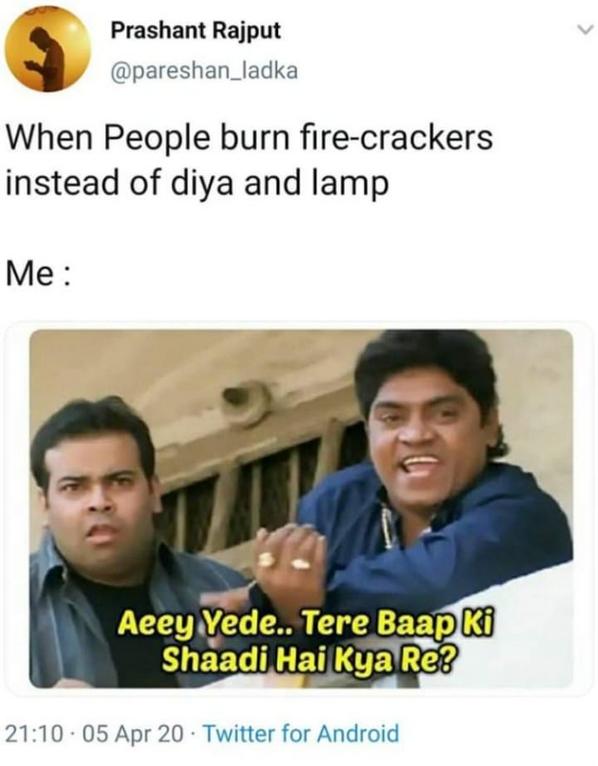 Prashant Rajput
@pareshan_ladka
When People burn fire-crackers
instead of diya and lamp
Me :
Aeey Yede.. Tere Baap Ki
Shaadi Hai Kya Re?
21:10 · 05 Apr 20 · Twitter for Android